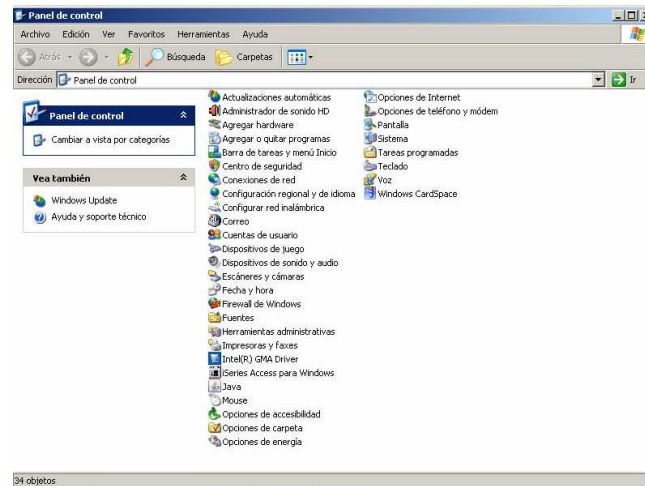 Panel de control
Archivo Edición Ver Favoritos Herramientas Ayuda
Atrás Búsqueda Carpetas
Dirección Panel de control Ir
Panel de control
Cambiar a vista por categorías
Vea también
Windows Update
Ayuda y soporte técnico
Actualizaciones automáticas
Administrador de sonido HD
Agregar hardware
Agregar o quitar programas
Barra de tareas y menú Inicio
Centro de seguridad
Conexiones de red
Configuración regional y de idioma
Configurar red inalámbrica
Correo
Cuentas de usuario
Dispositivos de juego
Dispositivos de sonido y audio
Escáneres y cámaras
Fecha y hora
Firewall de Windows
Fuentes
Herramientas administrativas
Impresoras y faxes
Intel(R) GMA Driver
iSeries Access para Windows
Java
Mouse
Opciones de accesibilidad
Opciones de carpeta
Opciones de energía
Opciones de Internet
Opciones de teléfono y módem
Pantalla
Sistema
Tareas programadas
Teclado
Voz
Windows CardSpace
34 objetos